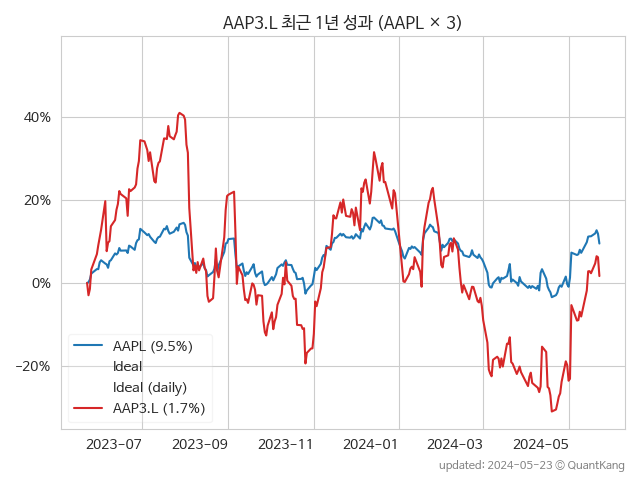 AAP3.L 최근 1년 성과 (AAPL × 3)
40%
20%
0%
−20%
AAPL (9.5%)
Ideal
Ideal (daily)
AAP3.L (1.7%)
2023-07 2023-09 2023-11 2024-01 2024-03 2024-05
updated: 2024-05-23 © QuantKang